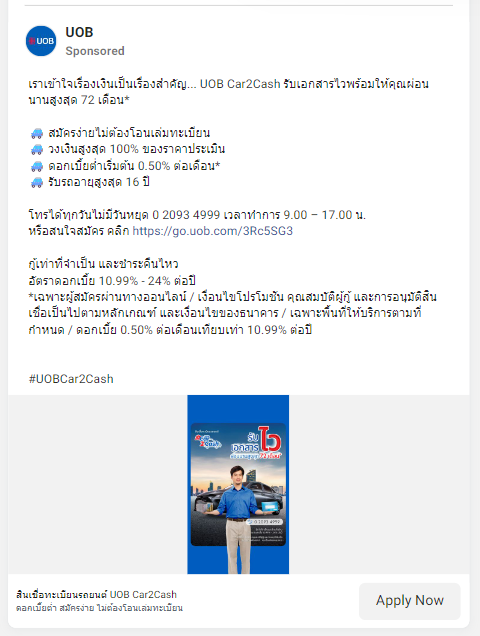 UOB
UOB
Sponsored
เราเข้าใจเรื่องเงินเป็นเรื่องสำคัญ... UOB Car2Cash รับเอกสารไวพร้อมให้คุณผ่อน
นานสูงสุด 72 เดือน*
สมัครง่ายไม่ต้องโอนเล่มทะเบียน
วงเงินสูงสุด 100% ของราคาประเมิน
ดอกเบี้ยต่ำเริ่มต้น 0.50% ต่อเดือน*
รับรถอายุสูงสุด 16 ปี
โทรได้ทุกวันไม่มีวันหยุด 0 2093 4999 เวลาทำการ 9.00 – 17.00 น.
หรือสนใจสมัคร คลิก https://go.uob.com/3Rc5SG3
กู้เท่าที่จำเป็น และชำระคืนไหว
อัตราดอกเบี้ย 10.99% - 24% ต่อปี
*เฉพาะผู้สมัครผ่านทางออนไลน์ / เงื่อนไขโปรโมชัน คุณสมบัติผู้กู้ และการอนุมัติสิน
เชื่อเป็นไปตามหลักเกณฑ์ และเงื่อนไขของธนาคาร / เฉพาะพื้นที่ให้บริการตามที่
กำหนด / ดอกเบี้ย 0.50% ต่อเดือนเทียบเท่า 10.99% ต่อปี
#UOBCar2Cash
รับ
เอกสาร
ไว
สินเชื่อทะเบียนรถยนต์ UOB Car2Cash
ดอกเบี้ยต่ำ สมัครง่าย ไม่ต้องโอนเล่มทะเบียน
Apply Now